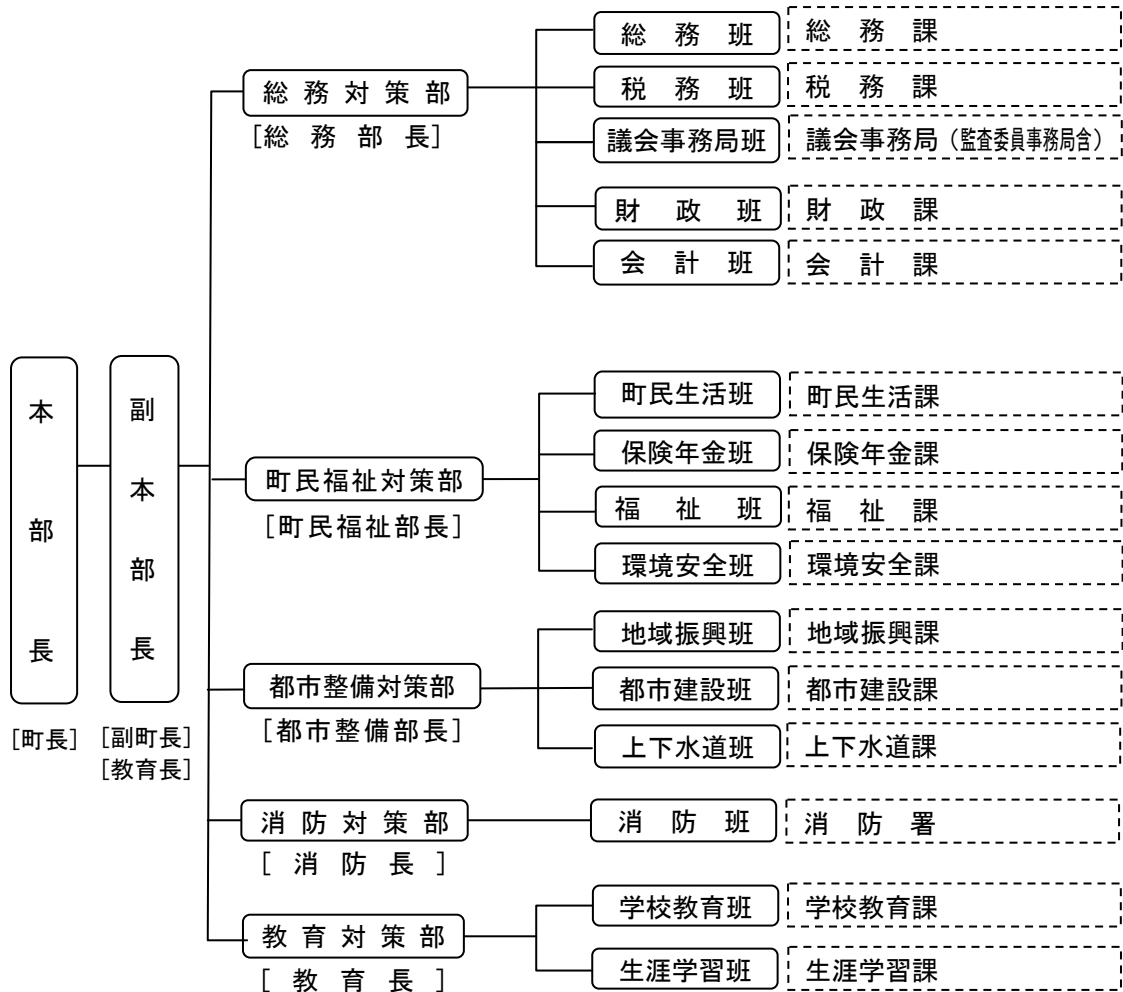 本部長
[町長]
副本部長
[副町長]
[教育長]
総務対策部
[総務部長]
総務班 総務課
税務班 税務課
議会事務局班 議会事務局(監査委員事務局含)
財政班 財政課
会計班 会計課
町民福祉対策部
[町民福祉部長]
町民生活班 町民生活課
保険年金班 保険年金課
福祉班 福祉課
環境安全班 環境安全課
都市整備対策部
[都市整備部長]
地域振興班 地域振興課
都市建設班 都市建設課
上下水道班 上下水道課
消防対策部
[消防長]
消防班 消防署
教育対策部
[教育長]
学校教育班 学校教育課
生涯学習班 生涯学習課